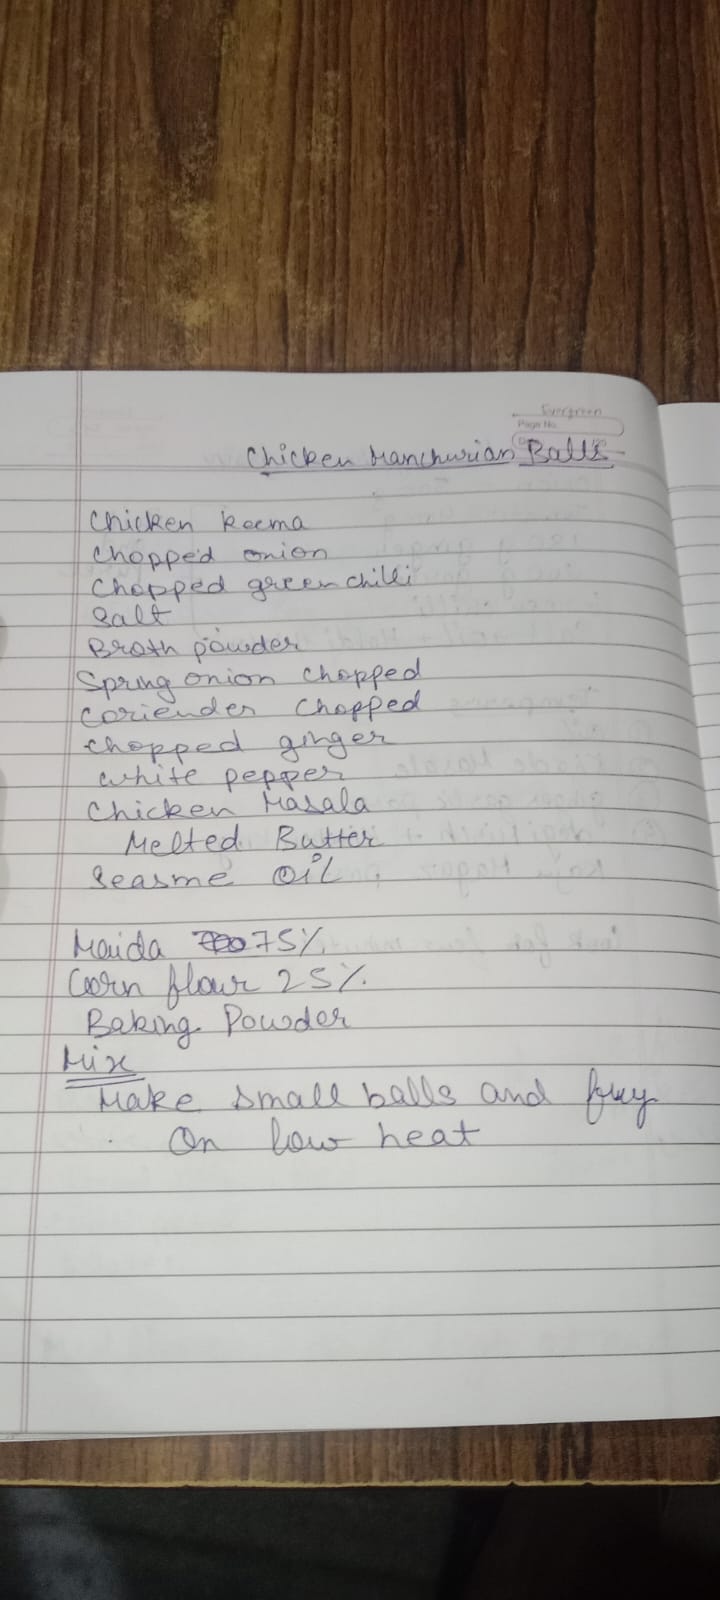 Evergreen
Page No.
Chicken Manchurian Balls
Chicken Keema
Chopped onion
Chopped green chilli
Salt
Broth powder
Spring onion chopped
Coriender Chopped
chopped ginger
white pepper
Chicken Masala
Melted Butter
Seasme Oil
Maida 75%
Corn flour 25%.
Baking Powder
Mix
Make small balls and fry
On low heat